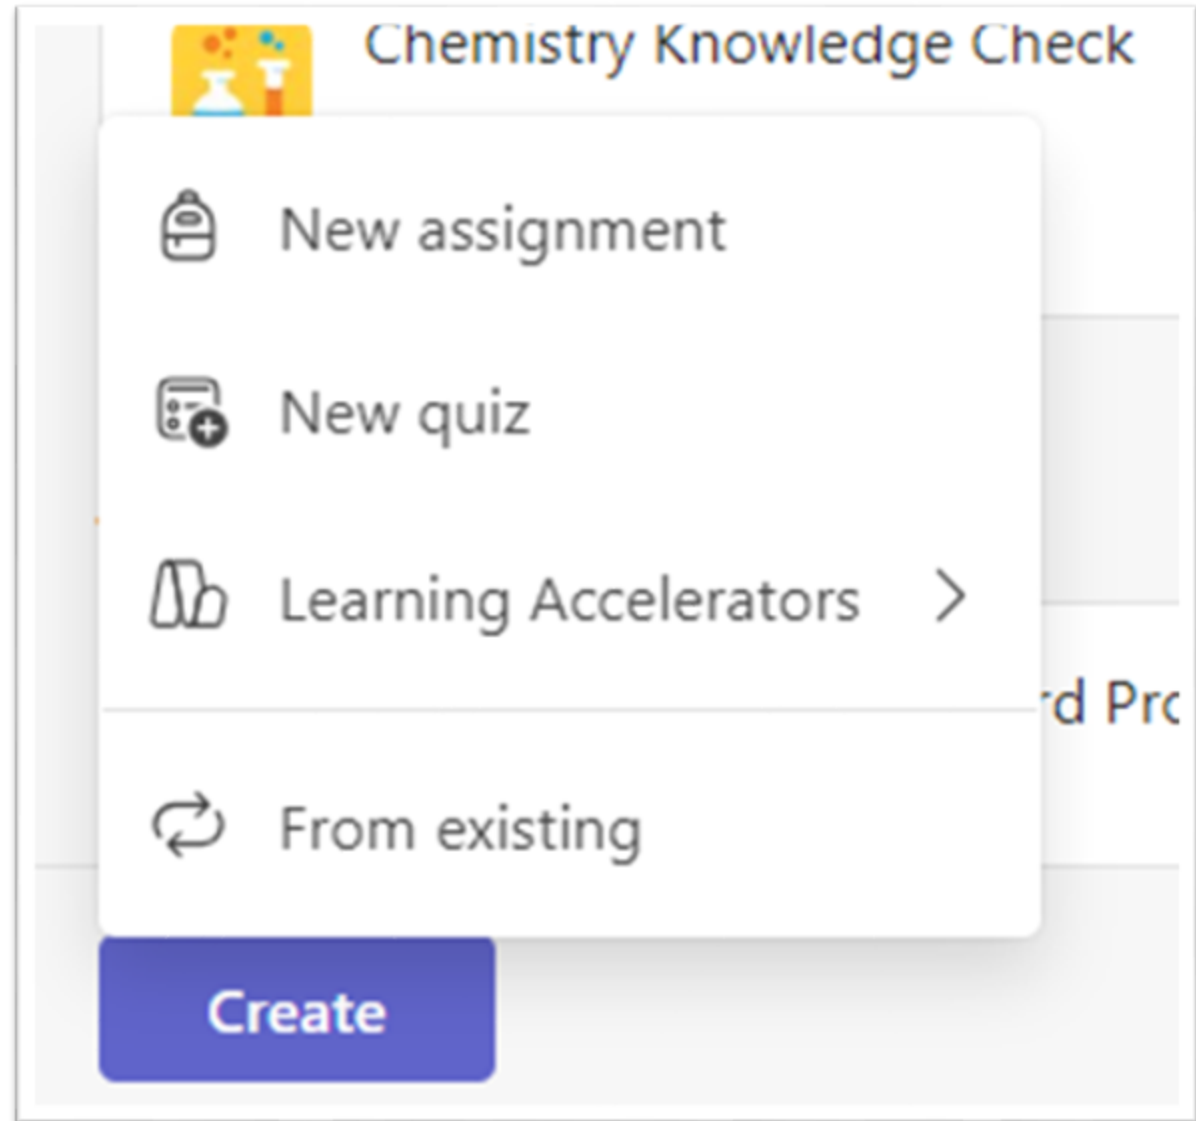 Chemistry Knowledge Check
New assignment
New quiz
Learning Accelerators
From existing
Create